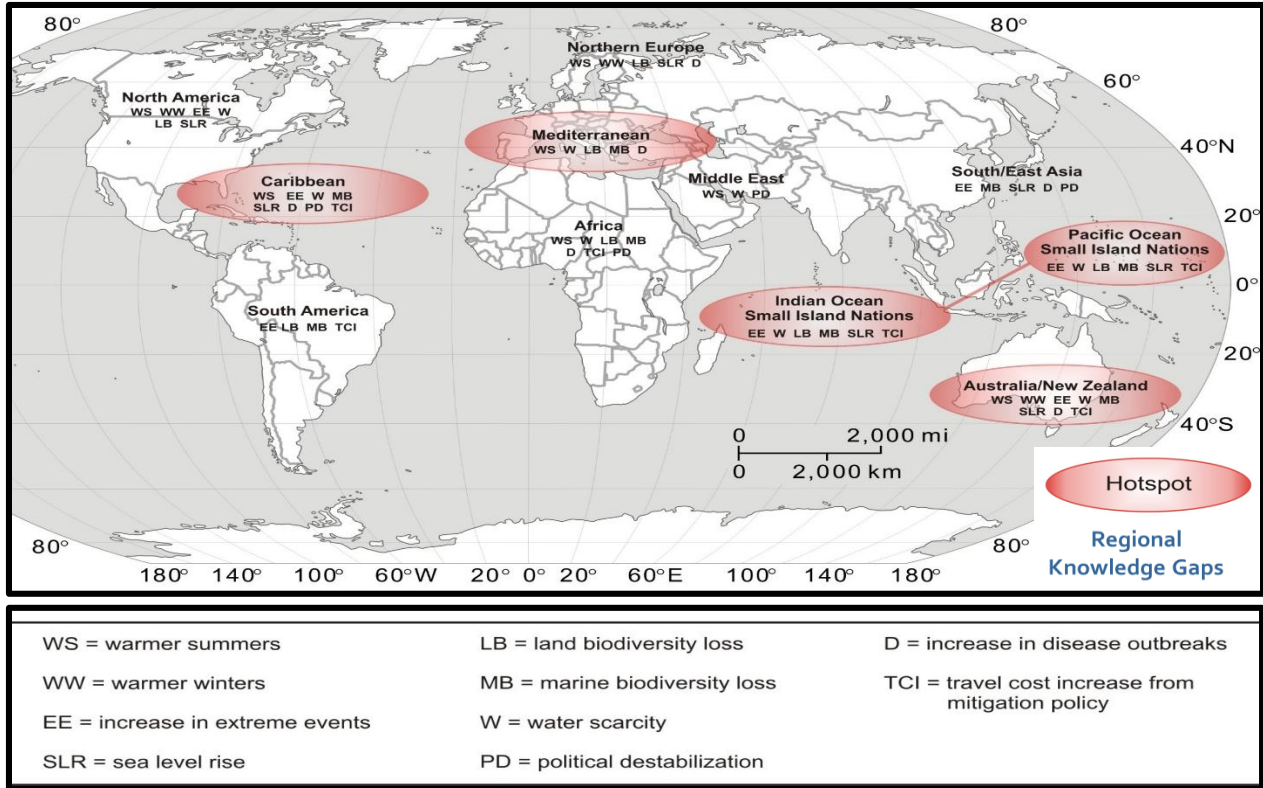 80°
80°
Northern Europe
WS WW LB SLR D
60°
North America
WS WW EE W
LB SLR
Mediterranean
WS W LB MB D
40°N
Caribbean
WS EE W MB
SLR D PD TCI
Middle East
WS W PD
South/East Asia
EE MB SLR D PD
20°
Africa
WS W LB MB
D TCI PD
Pacific Ocean
Small Island Nations
EE W LB MB SLR TCI
0°
South America
EE LB MB TCI
Indian Ocean
Small Island Nations
EE W LB MB SLR TCI
20°
Australia/New Zealand
WS WW EE W MB
SLR D TCI
40°S
0 2,000 mi
0 2,000 km
Hotspot
Regional
Knowledge Gaps
80°
80°
180° 140° 100° 60°W 20° 0° 20° 60°E 100° 140° 180°
WS = warmer summers
WW = warmer winters
EE = increase in extreme events
SLR = sea level rise
LB = land biodiversity loss
MB = marine biodiversity loss
W = water scarcity
PD = political destabilization
D = increase in disease outbreaks
TCI = travel cost increase from
mitigation policy